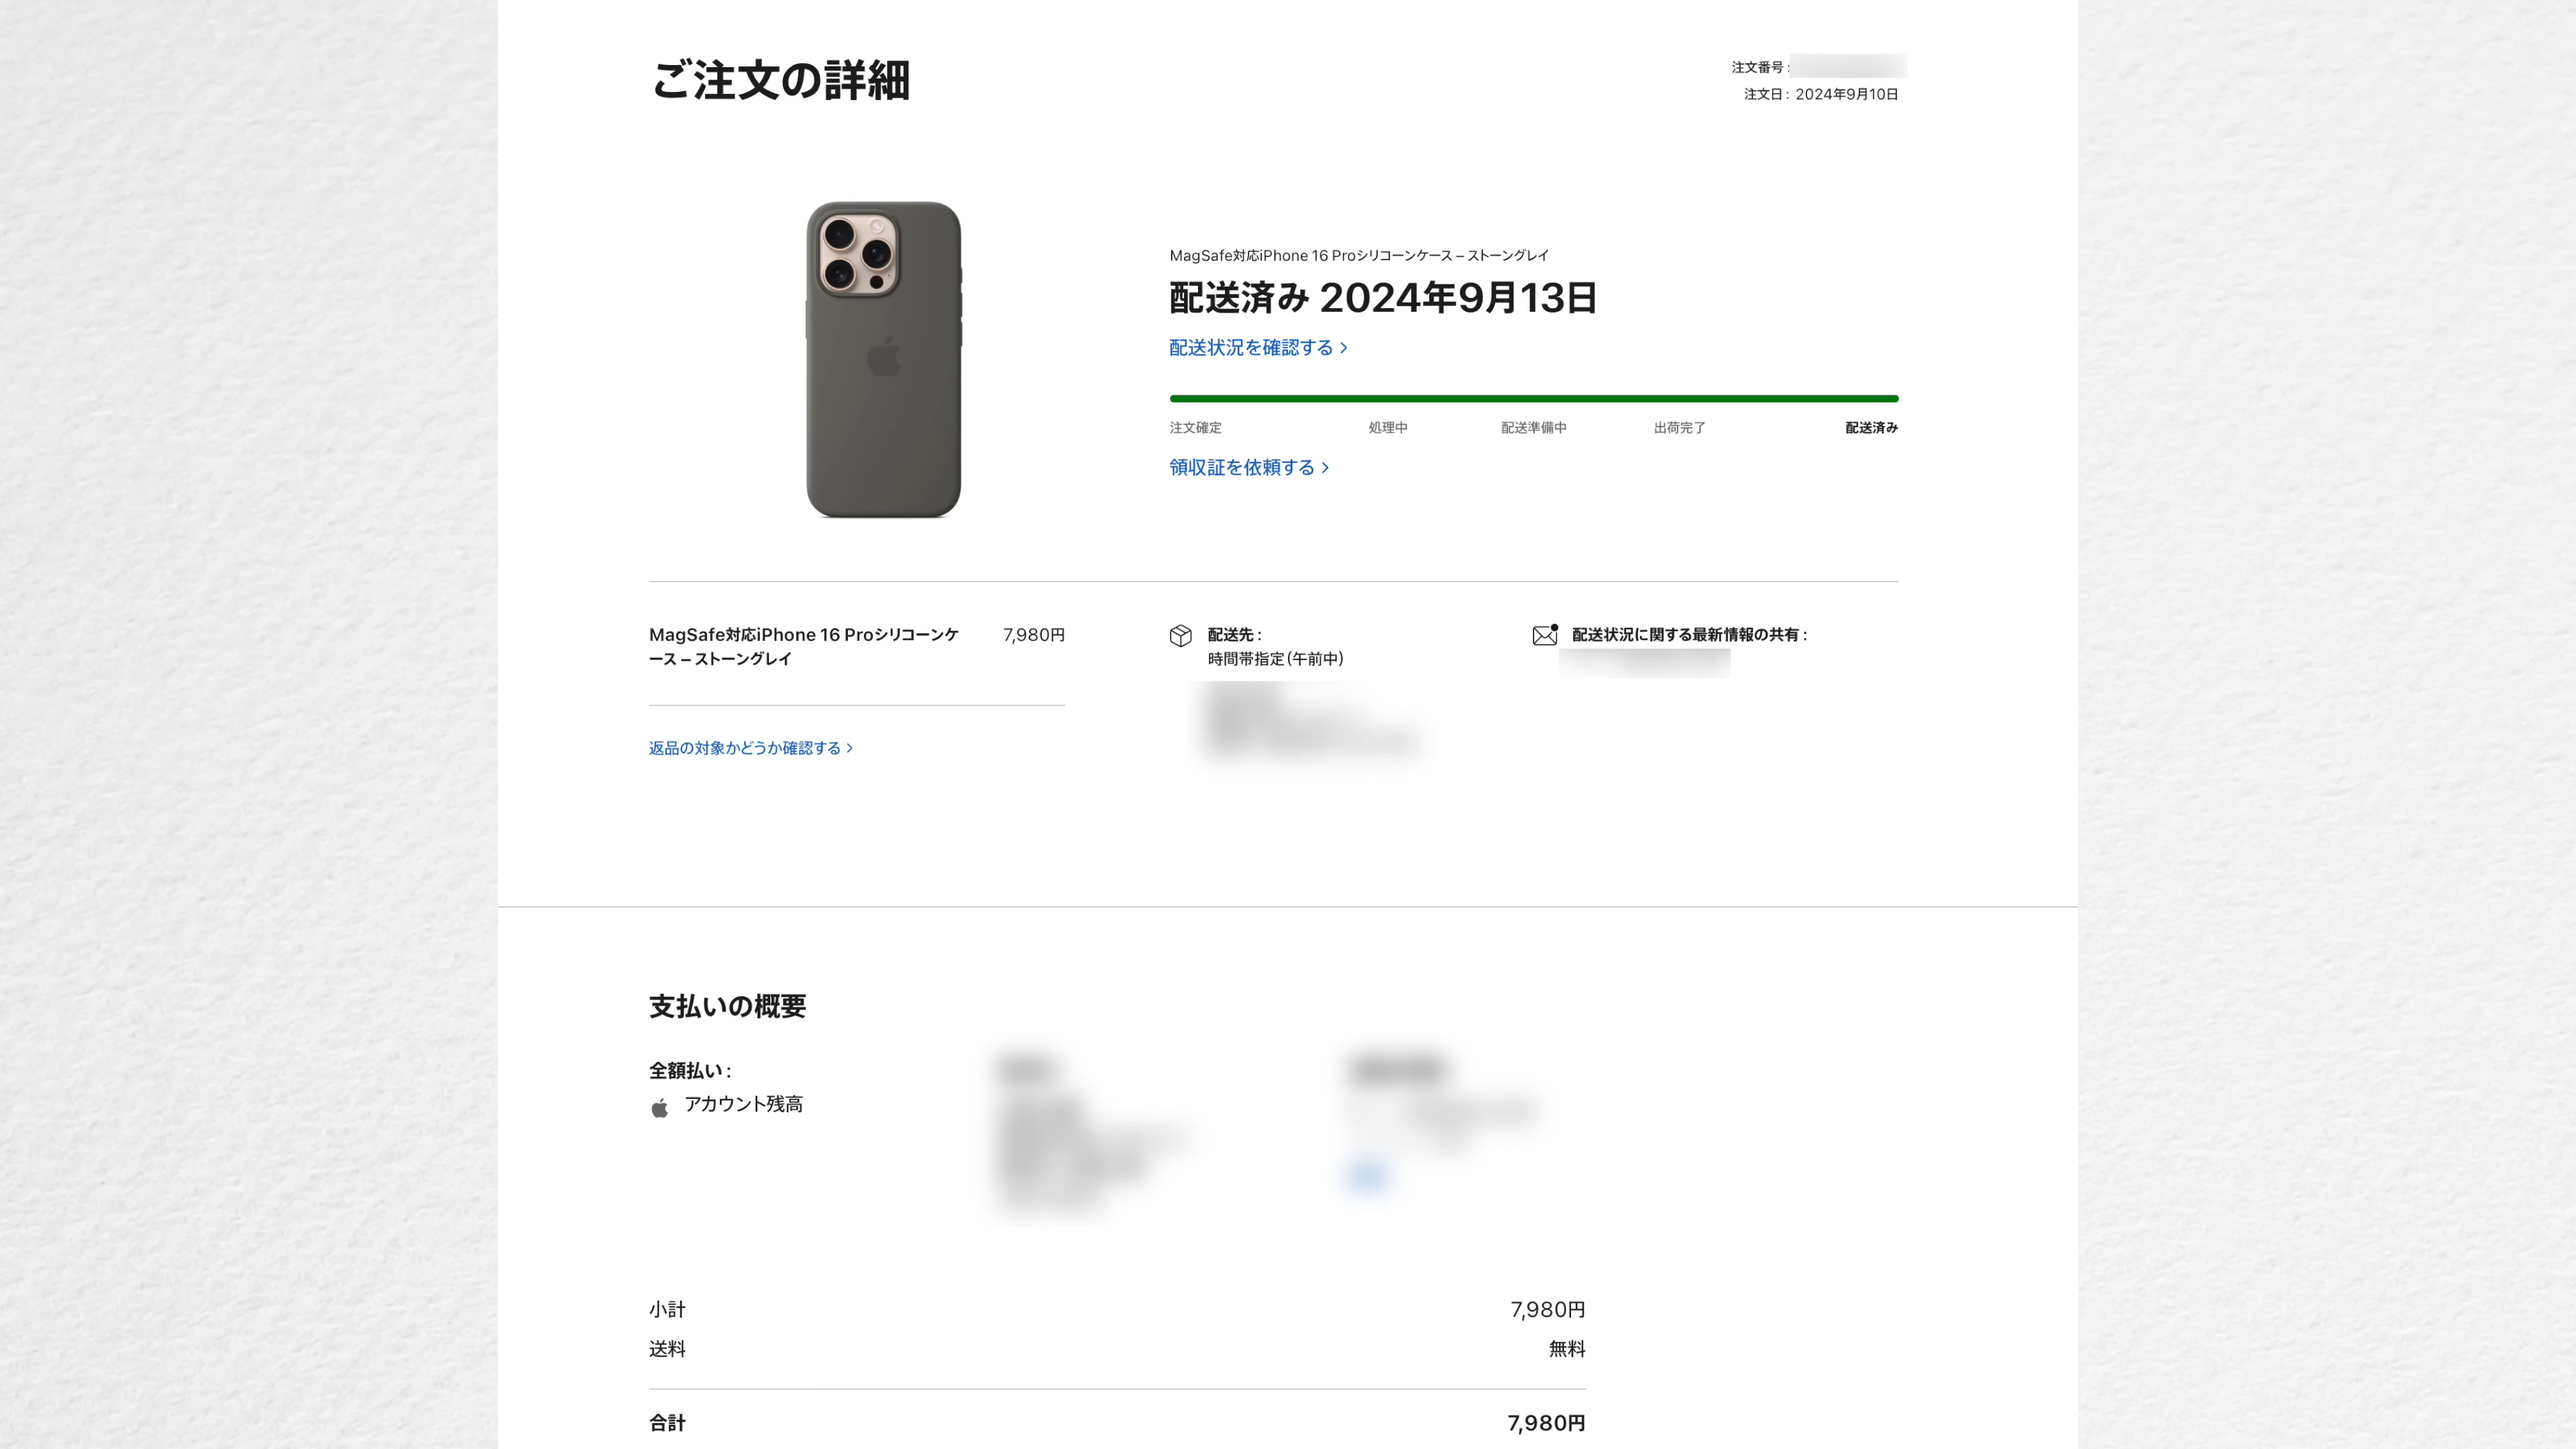 ご注文の詳細
注文番号 :
注文日 : 2024年9月10日
MagSafe対応iPhone 16 Proシリコーンケース – ストーングレイ
配送済み 2024年9月13日
配送状況を確認する
注文確定
処理中
配送準備中
出荷完了
配送済み
領収証を依頼する
MagSafe対応iPhone 16 Proシリコーンケ
ース – ストーングレイ
7,980円
返品の対象かどうか確認する
配送先 :
時間帯指定(午前中)
配送状況に関する最新情報の共有 :
支払いの概要
全額払い :
アカウント残高
小計 7,980円
送料 無料
合計 7,980円